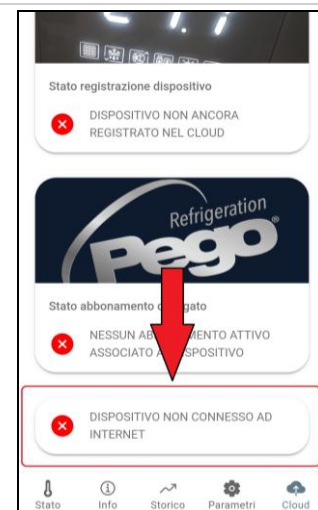 Stato registrazione dispositivo
DISPOSITIVO NON ANCORA
REGISTRATO NEL CLOUD
Refrigeration
Pego
Stato abbonamento
NESSUN
ATTIVO
ASSOCIATO
DISPOSITIVO NON CONNESSO AD
INTERNET
Stato
Info
Storico
Parametri
Cloud